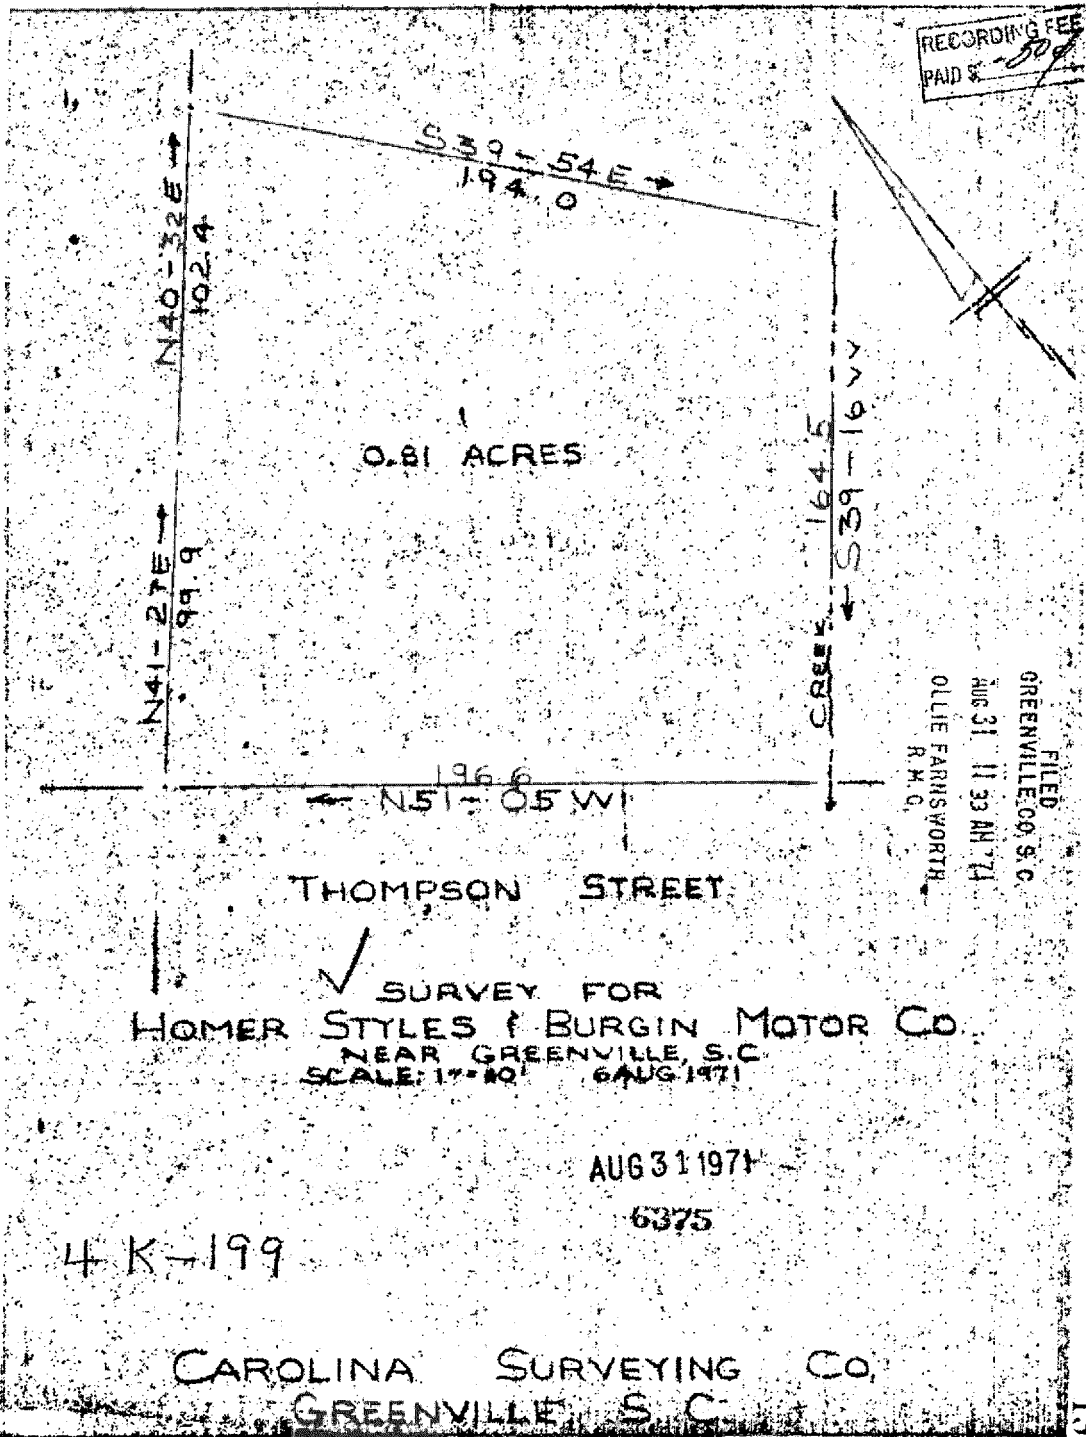 RECORDING FEE
PAID $ .50¢
S39-54E
194.0
N40-32E
102.4
0.81 ACRES
164.5
S39-16W
N41-27E
99.9
CREEK
196.6
N51-05W
FILED
GREENVILLE CO. S. C.
AUG 31 11 33 AM '71
OLLIE FARNSWORTH
R.M.C.
THOMPSON STREET
SURVEY FOR
HOMER STYLES & BURGIN MOTOR CO.
NEAR GREENVILLE, S.C.
SCALE: 6 AUG 1971
AUG 31 1971
6375
4 K-199
CAROLINA SURVEYING CO.
GREENVILLE, S. C.